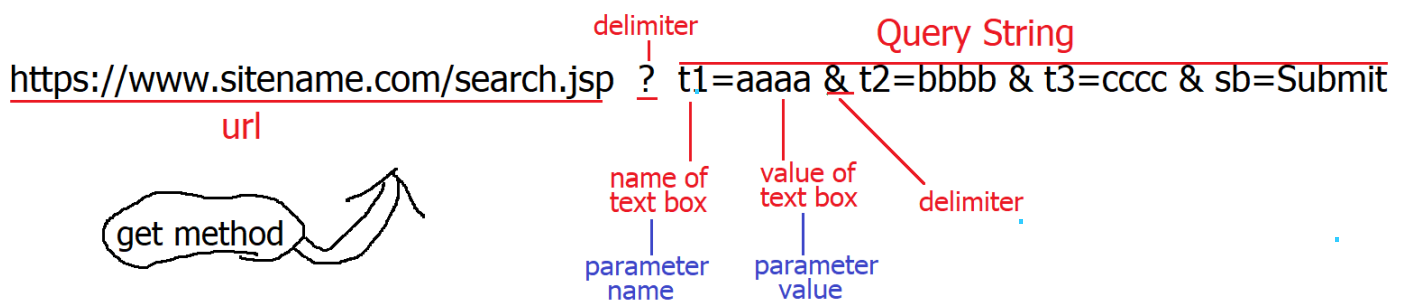 delimiter
Query String
https://www.sitename.com/search.jsp ? t1=aaaa & t2=bbbb & t3=cccc & sb=Submit
url
name of
text box
value of
text box
delimiter
get method
parameter
name
parameter
value